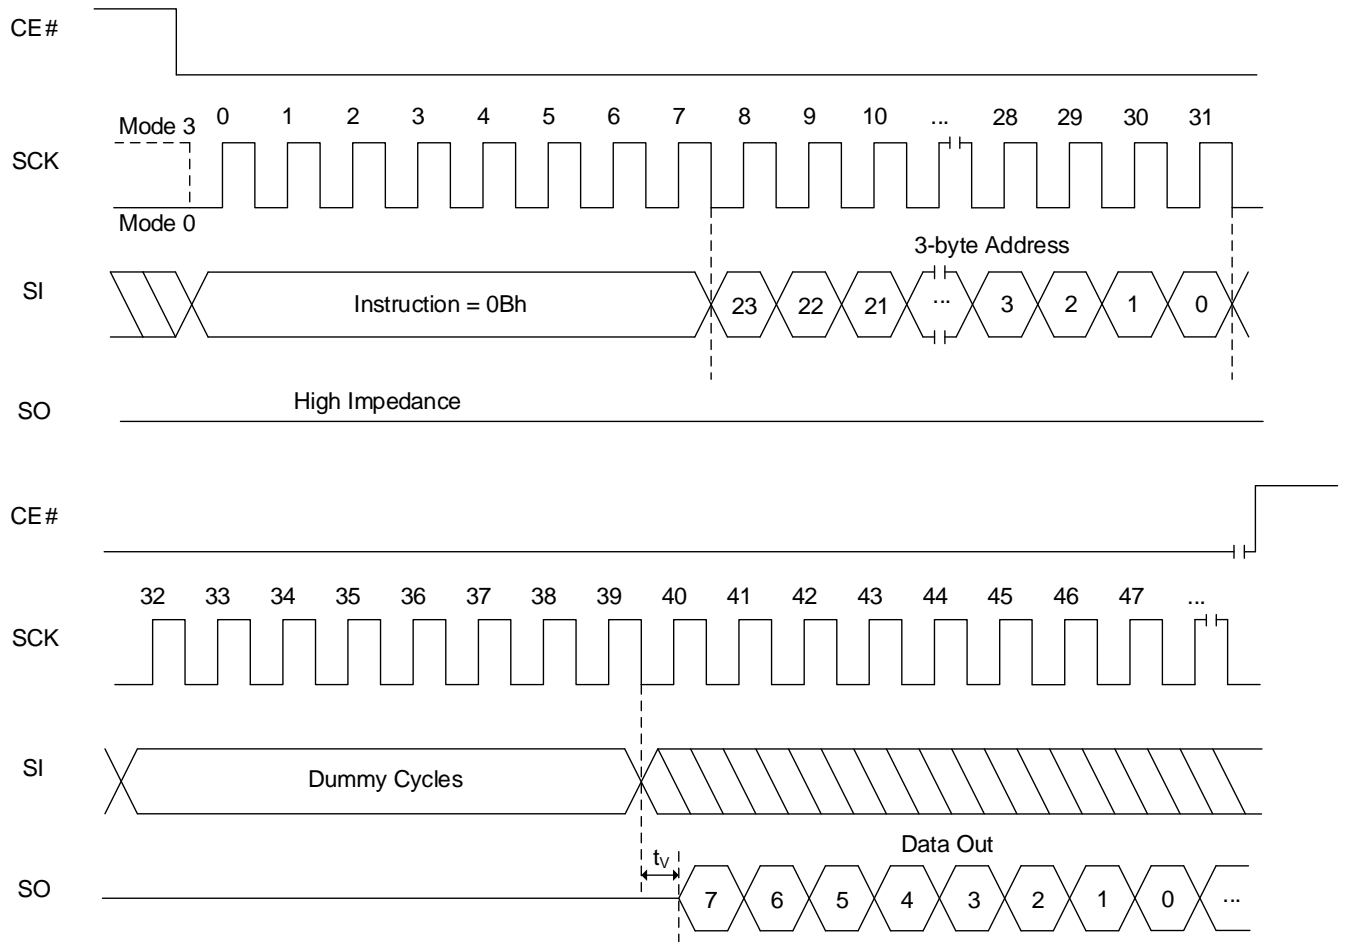 CE#
Mode 3 0 1 2 3 4 5 6 7 8 9 10 ... 28 29 30 31
SCK
Mode 0
3-byte Address
SI Instruction = 0Bh 23 22 21 ... 3 2 1 0
SO High Impedance
CE#
32 33 34 35 36 37 38 39 40 41 42 43 44 45 46 47 ...
SCK
SI Dummy Cycles
Data Out
tV
SO 7 6 5 4 3 2 1 0 ...